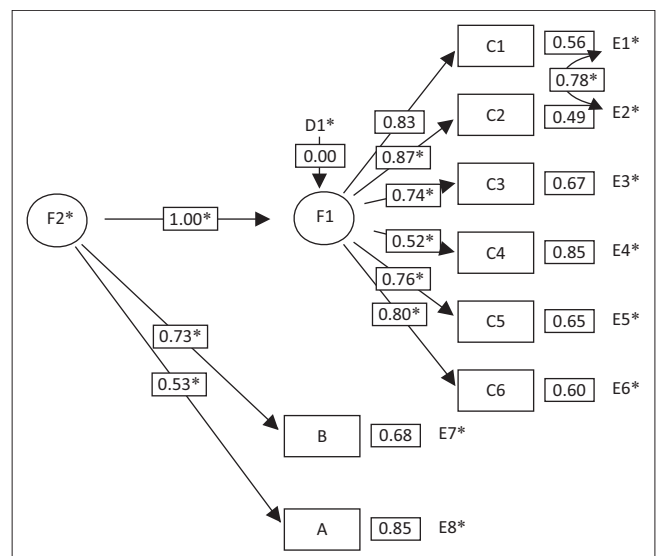 C1 0.56 E1*
0.78*
C2 0.49 E2*
D1*
0.00
0.83
0.87*
C3 0.67 E3*
0.74*
F2* 1.00* F1
0.52*
C4 0.85 E4*
0.76*
0.80*
C5 0.65 E5*
0.73*
0.53*
C6 0.60 E6*
B 0.68 E7*
A 0.85 E8*